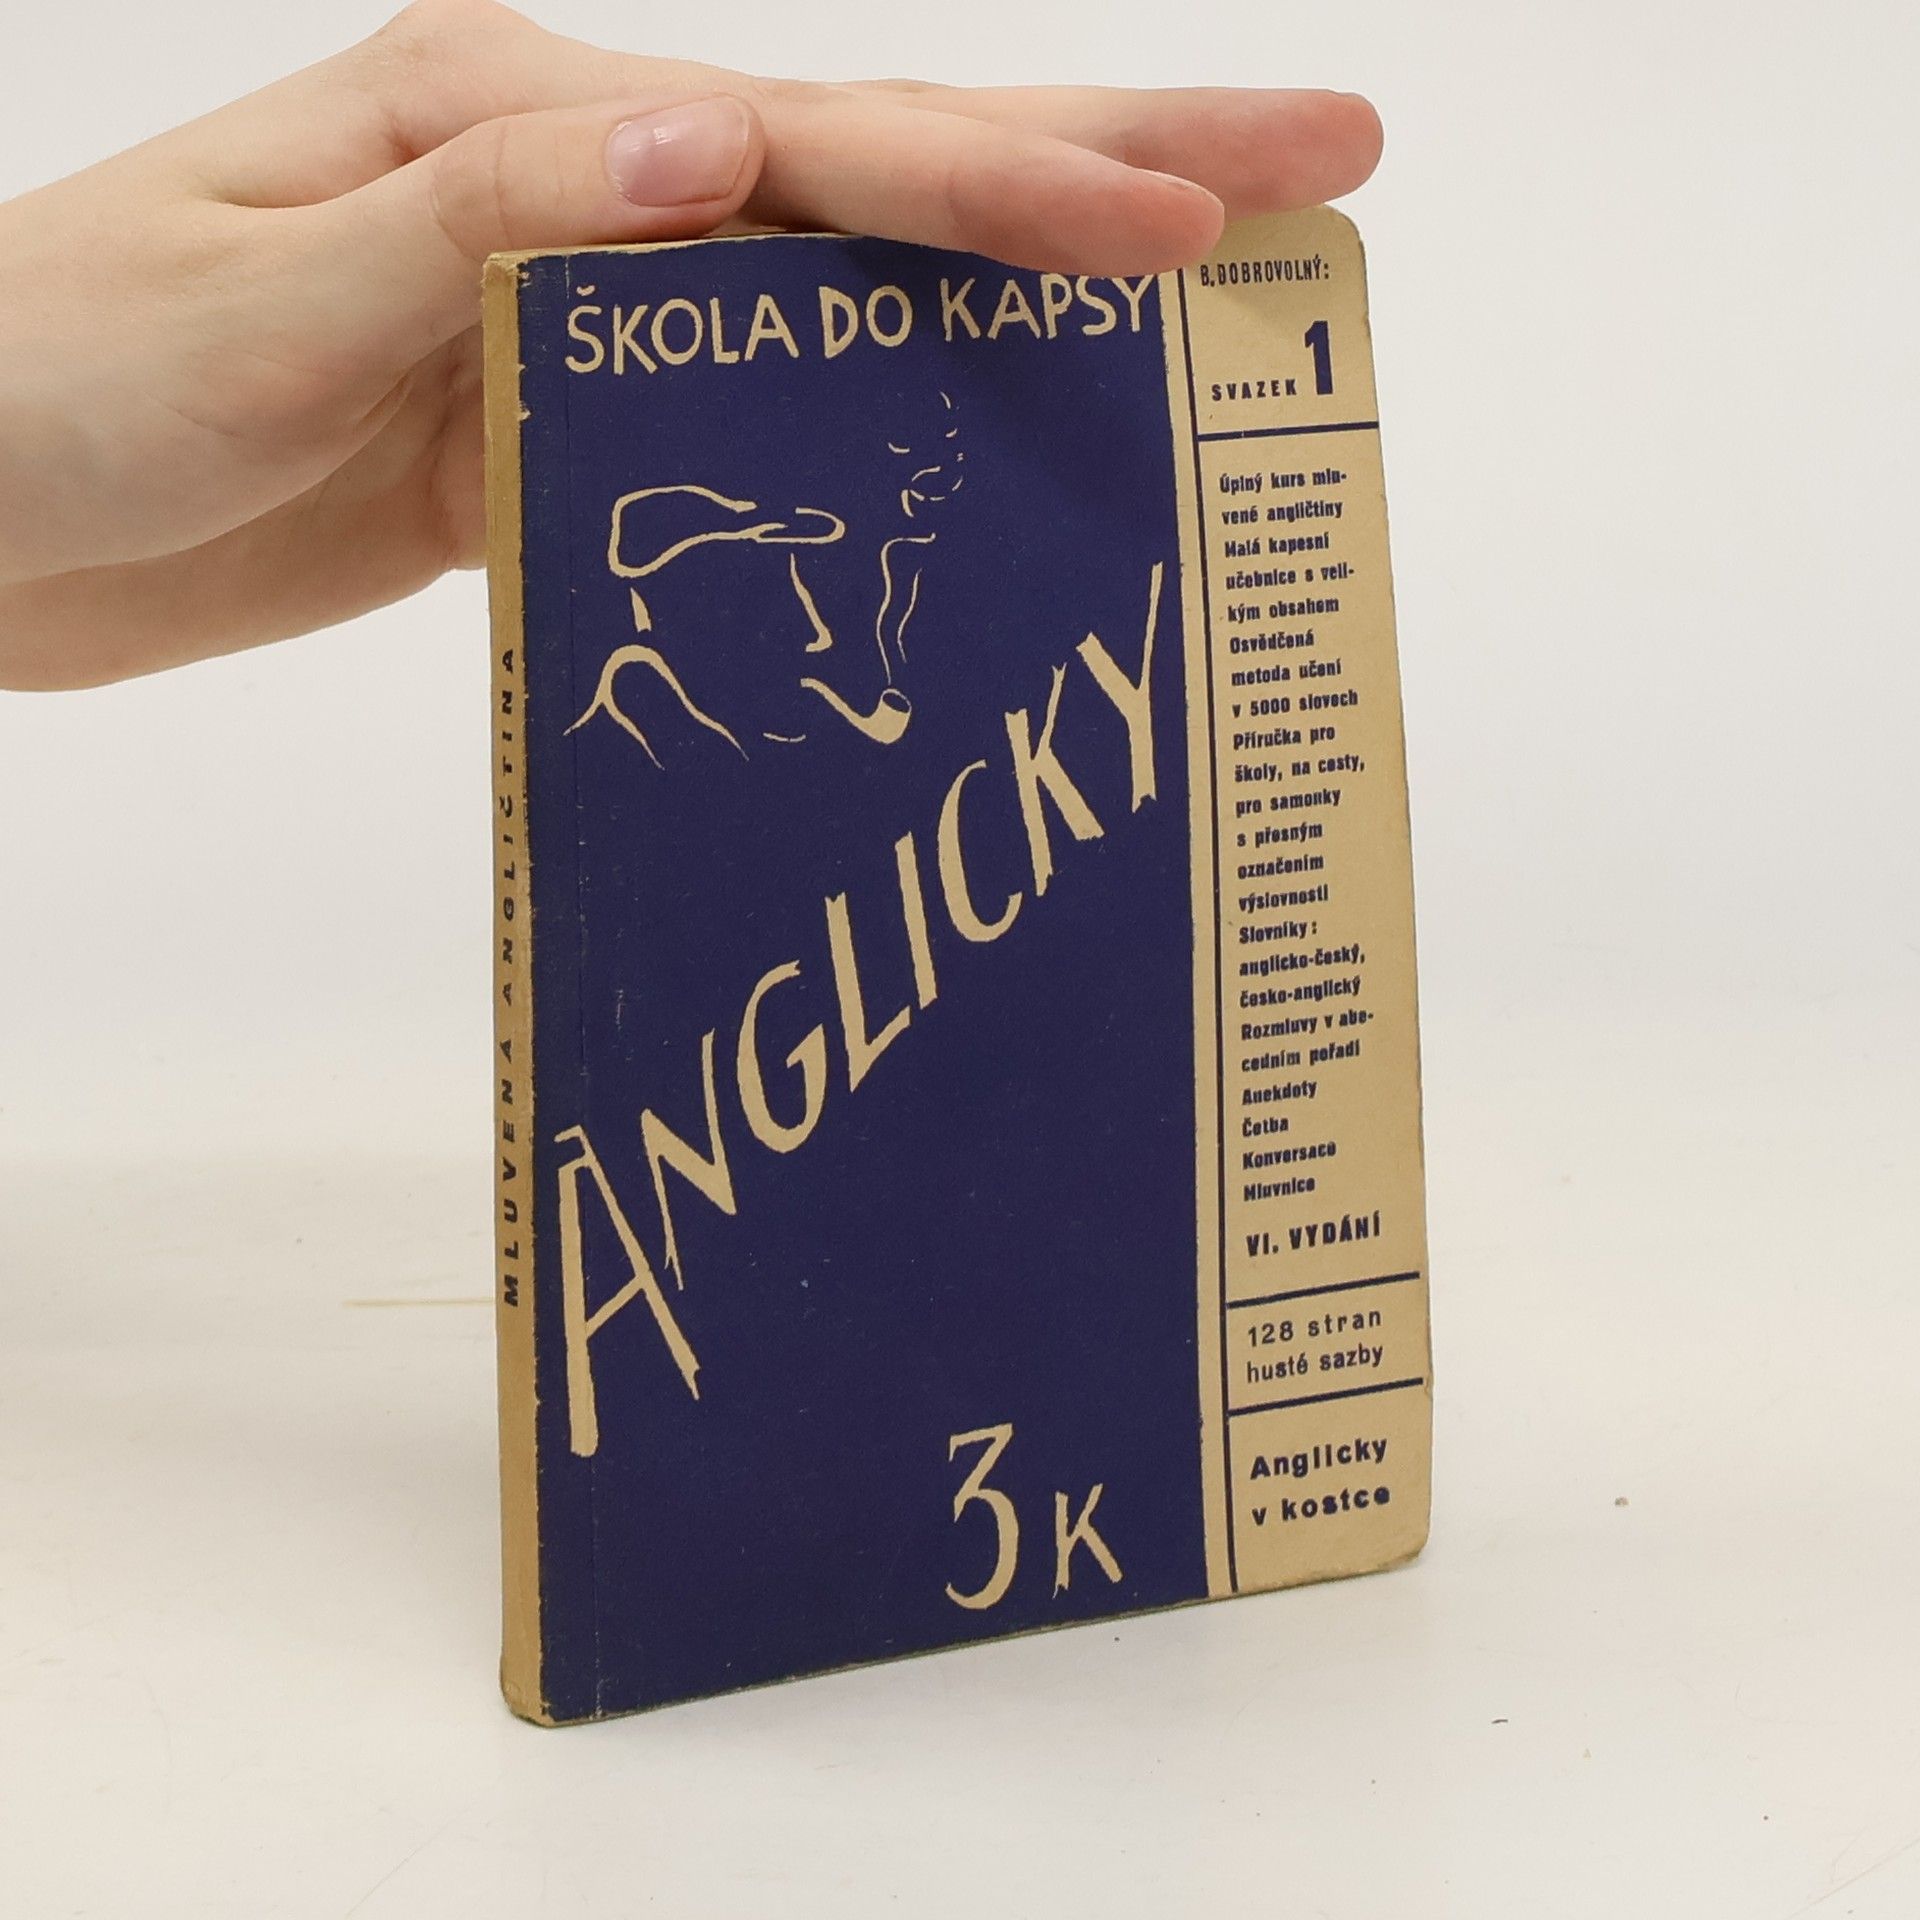 ŠKOLA DO KAPSY
ANGLICKY
3 K
B. DOBROVOLNÝ:
SVAZEK 1
Úplný kurs mlu-
vené angličtiny
Malá kapesní
učebnice s veli-
kým obsahem
Osvědčená
metoda učení
v 5000 slovech
Příručka pro
školy, na cesty,
pro samouky
s přesným
označením
výslovnosti
Slovníky:
anglicko-český,
česko-anglický
Rozmluvy v abe-
cedním pořadí
Anekdoty
Četba
Konversace
Mluvnice
VI. VYDÁNÍ
128 stran
husté sazby
Anglicky
v kostce
MLUVENÁ ANGLIČTINA